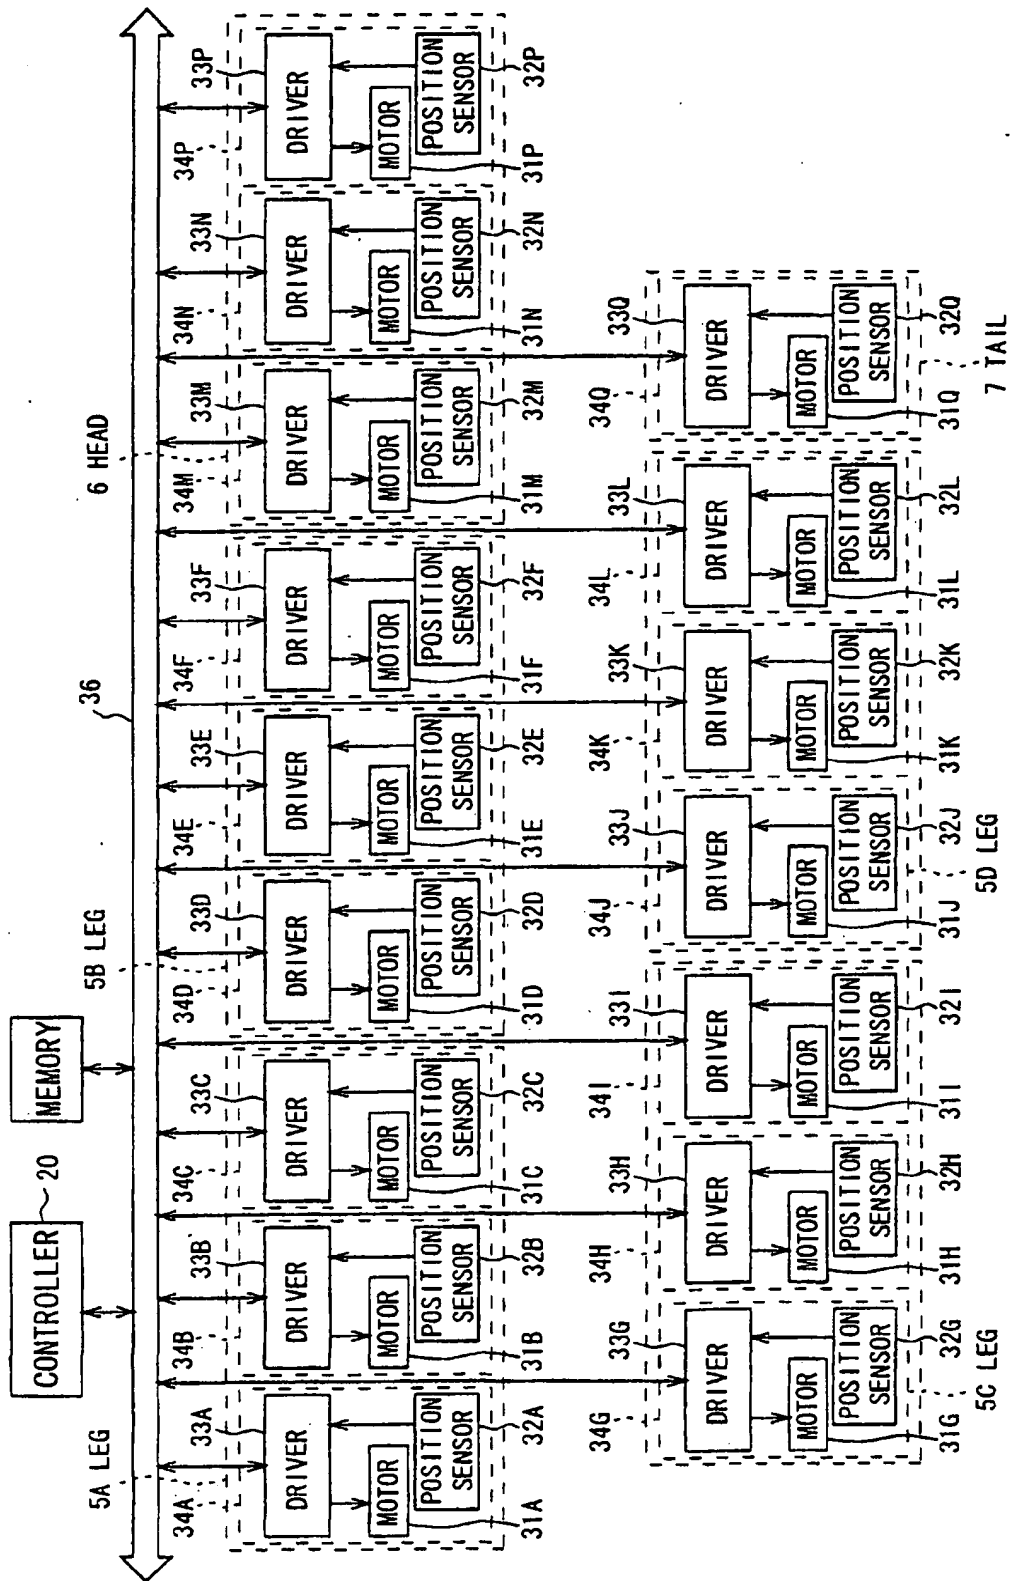 CONTROLLER
20
MEMORY
36
5A LEG
5B LEG
6 HEAD
34A
33A
34B
33B
34C
33C
34D
33D
34E
33E
34F
33F
34M
33M
34N
33N
34P
33P
DRIVER
DRIVER
DRIVER
DRIVER
DRIVER
DRIVER
DRIVER
DRIVER
DRIVER
MOTOR
MOTOR
MOTOR
MOTOR
MOTOR
MOTOR
MOTOR
MOTOR
MOTOR
POSITION
SENSOR
POSITION
SENSOR
POSITION
SENSOR
POSITION
SENSOR
POSITION
SENSOR
POSITION
SENSOR
POSITION
SENSOR
POSITION
SENSOR
POSITION
SENSOR
31A
32A
31B
32B
31C
32C
31D
32D
31E
32E
31F
32F
31M
32M
31N
32N
31P
32P
34G
33G
34H
33H
34I
33I
34J
33J
34K
33K
34L
33L
34Q
33Q
DRIVER
DRIVER
DRIVER
DRIVER
DRIVER
DRIVER
DRIVER
MOTOR
MOTOR
MOTOR
MOTOR
MOTOR
MOTOR
MOTOR
POSITION
SENSOR
POSITION
SENSOR
POSITION
SENSOR
POSITION
SENSOR
POSITION
SENSOR
POSITION
SENSOR
POSITION
SENSOR
31G
32G
31H
32H
31I
32I
31J
32J
31K
32K
31L
32L
31Q
32Q
5C LEG
5D LEG
7 TAIL